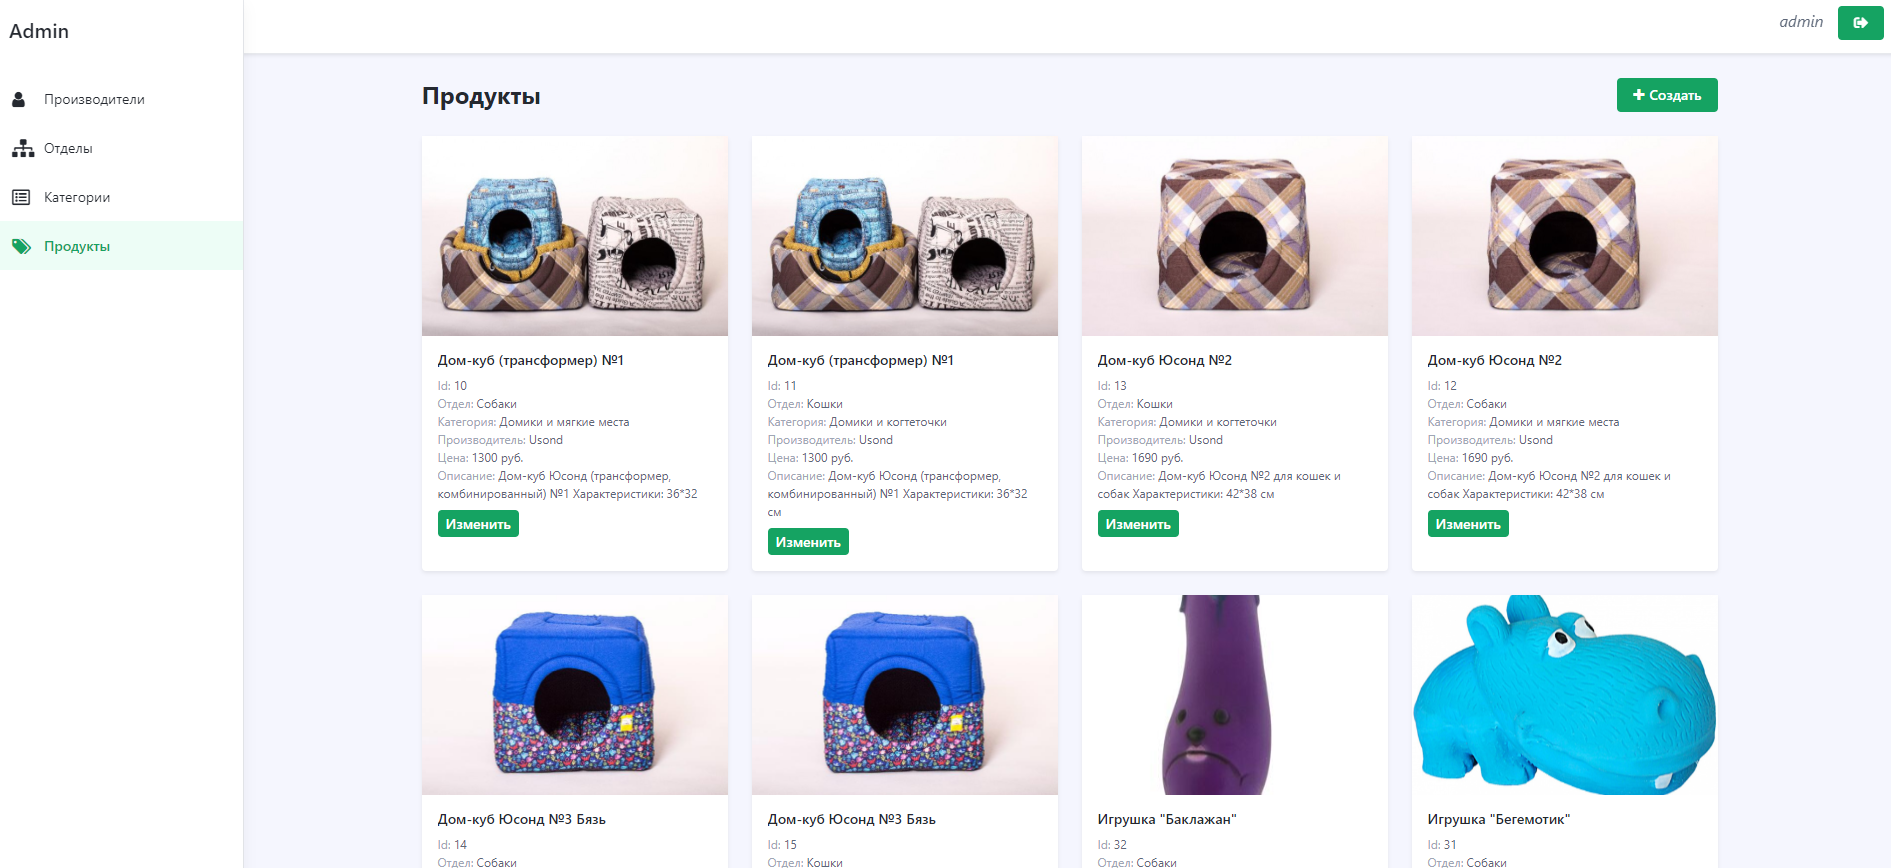 Admin
admin
Производители
Отделы
Категории
Продукты
Продукты
Создать
Дом-куб (трансформер) №1
Id: 10
Отдел: Собаки
Категория: Домики и мягкие места
Производитель: Usond
Цена: 1300 руб.
Описание: Дом-куб Юсонд (трансформер,
комбинированный) №1 Характеристики: 36*32
Изменить
Дом-куб (трансформер) №1
Id: 11
Отдел: Кошки
Категория: Домики и когтеточки
Производитель: Usond
Цена: 1300 руб.
Описание: Дом-куб Юсонд (трансформер,
комбинированный) №1 Характеристики: 36*32
см
Изменить
Дом-куб Юсонд №2
Id: 13
Отдел: Кошки
Категория: Домики и когтеточки
Производитель: Usond
Цена: 1690 руб.
Описание: Дом-куб Юсонд №2 для кошек и
собак Характеристики: 42*38 см
Изменить
Дом-куб Юсонд №2
Id: 12
Отдел: Собаки
Категория: Домики и мягкие места
Производитель: Usond
Цена: 1690 руб.
Описание: Дом-куб Юсонд №2 для кошек и
собак Характеристики: 42*38 см
Изменить
Дом-куб Юсонд №3 Бязь
Id: 14
Отдел: Собаки
Дом-куб Юсонд №3 Бязь
Id: 15
Отдел: Кошки
Игрушка "Баклажан"
Id: 32
Отдел: Собаки
Игрушка "Бегемотик"
Id: 31
Отдел: Собаки